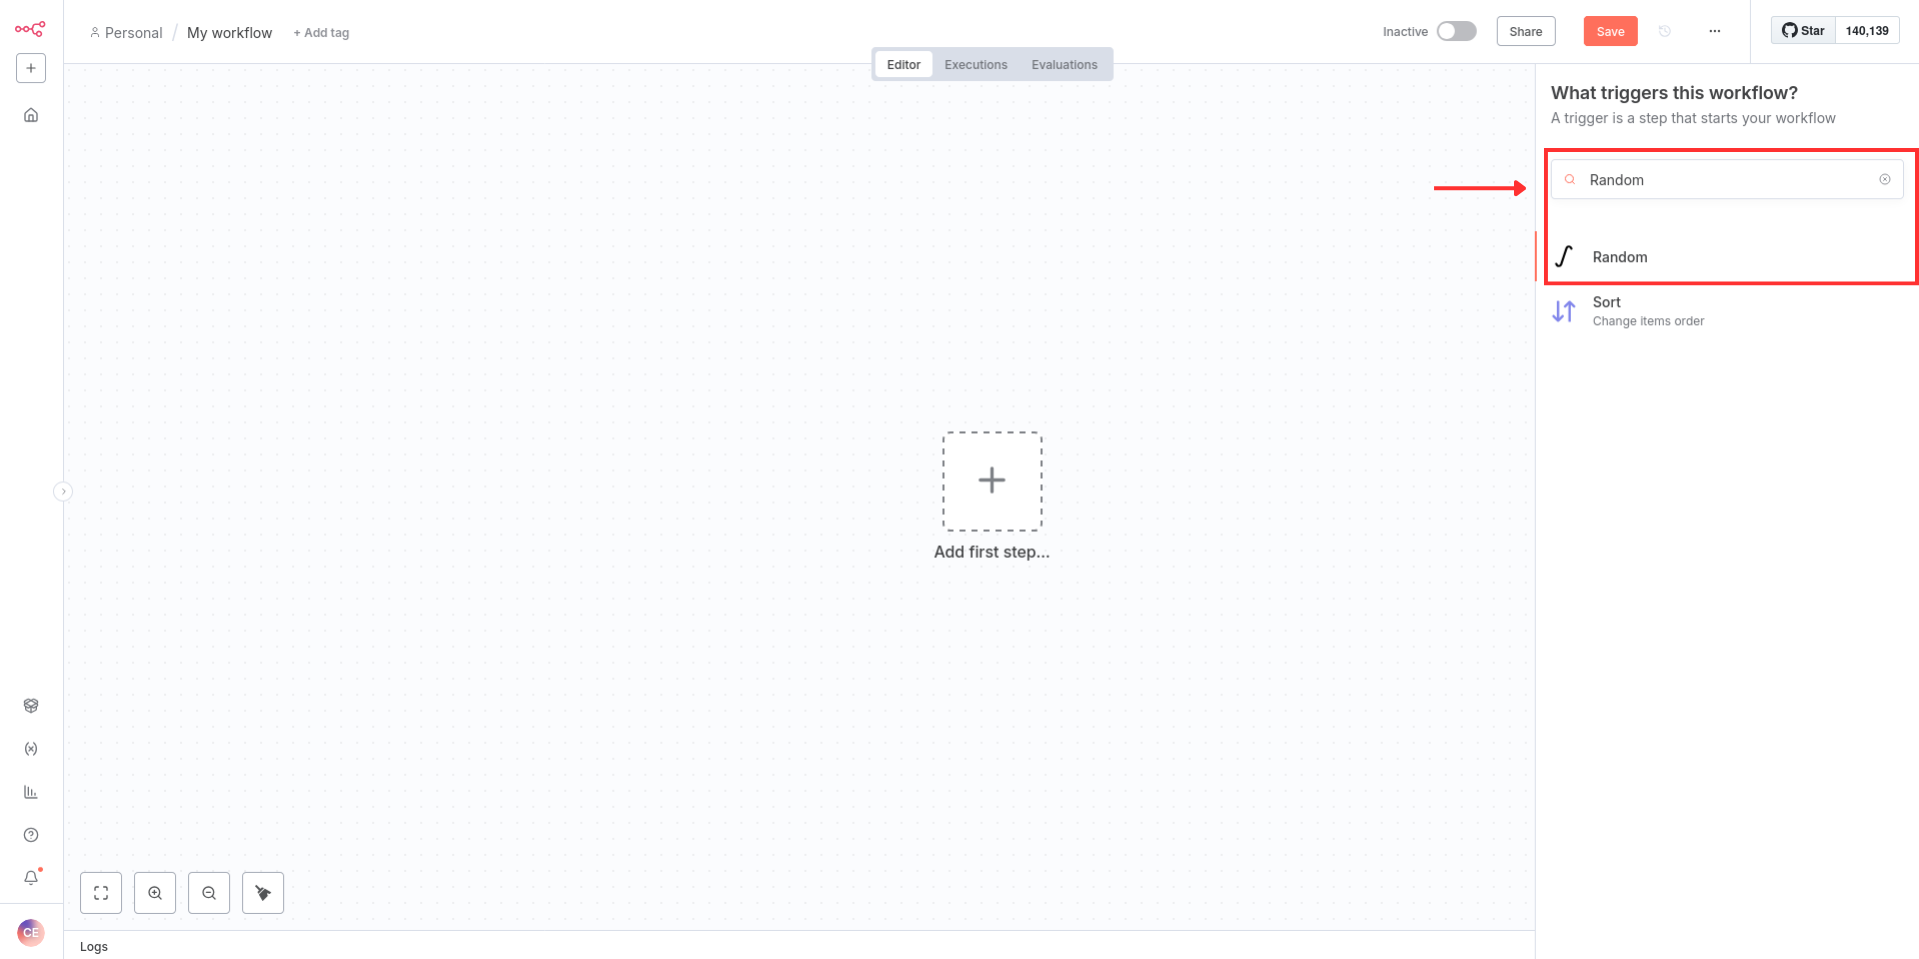 Personal / My workflow + Add tag
Inactive Share Save ... Star 140,139
Editor Executions Evaluations
What triggers this workflow?
A trigger is a step that starts your workflow
Random
Random
Sort
Change items order
Add first step...
CE
Logs